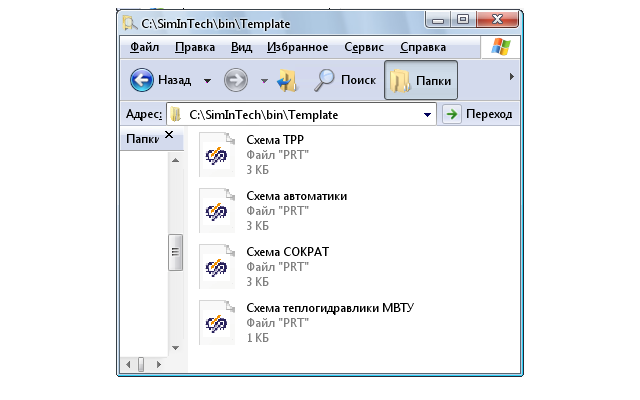 C:\SimInTech\bin\Template
Файл Правка Вид Избранное Сервис Справка
Назад Поиск Папки
Адрес: C:\SimInTech\bin\Template Переход
Папки
Схема ТРР
Файл "PRT"
3 КБ
Схема автоматики
Файл "PRT"
3 КБ
Схема СОКРАТ
Файл "PRT"
3 КБ
Схема теплогидравлики МВТУ
Файл "PRT"
1 КБ